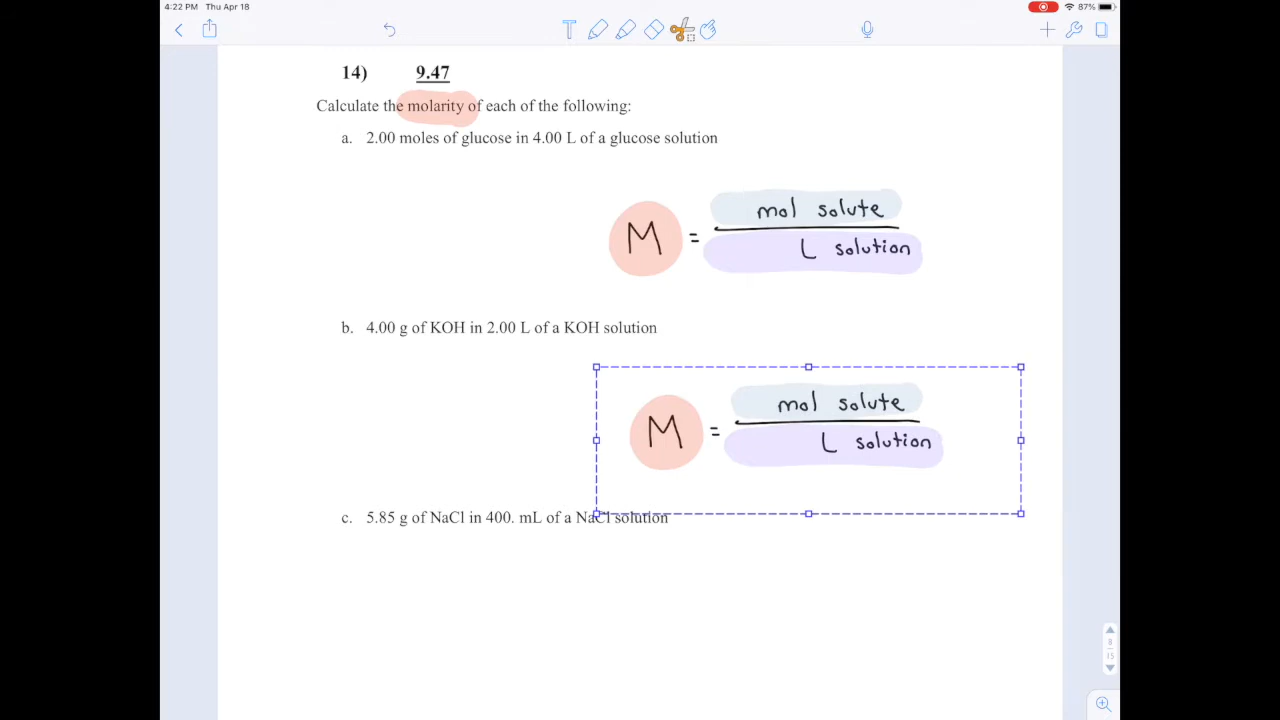 4:22 PM Thu Apr 18
87%
14) 9.47
Calculate the molarity of each of the following:
a. 2.00 moles of glucose in 4.00 L of a glucose solution
M = mol solute
L solution
b. 4.00 g of KOH in 2.00 L of a KOH solution
M = mol solute
L solution
c. 5.85 g of NaCl in 400. mL of a NaCl solution
8
15